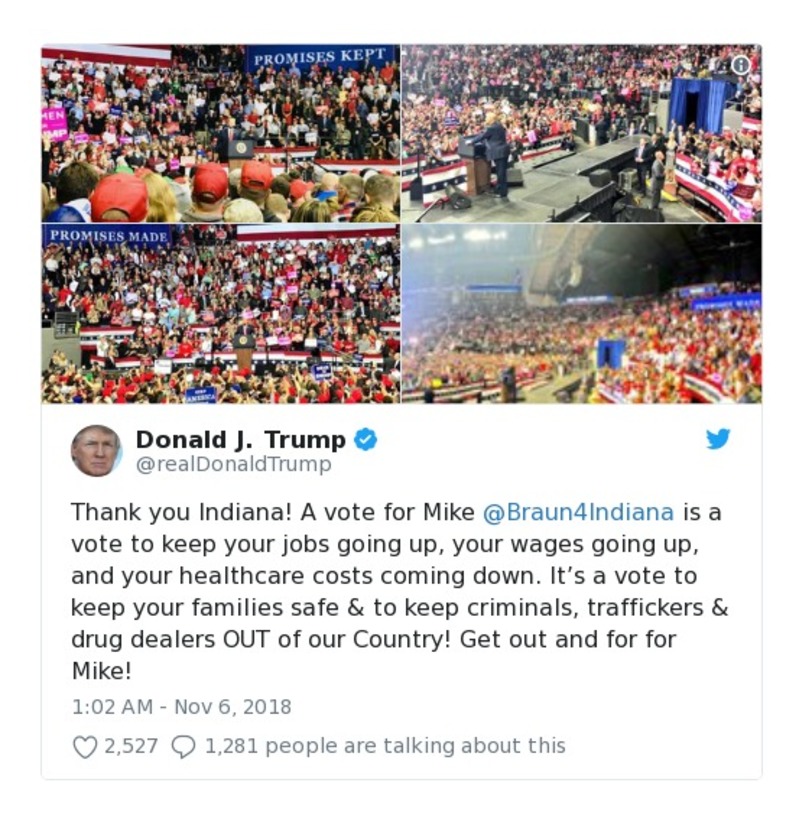 PROMISES KEPT
MEN
MP
PROMISES MADE
PROMISES MADE
Donald J. Trump
@realDonaldTrump
Thank you Indiana! A vote for Mike @Braun4Indiana is a
vote to keep your jobs going up, your wages going up,
and your healthcare costs coming down. It’s a vote to
keep your families safe & to keep criminals, traffickers &
drug dealers OUT of our Country! Get out and for for
Mike!
1:02 AM - Nov 6, 2018
2,527 1,281 people are talking about this